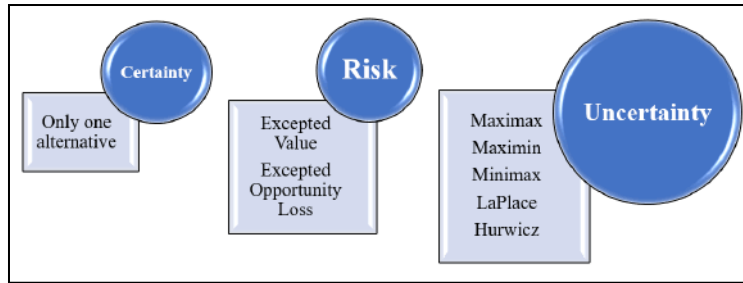 Certainty
Only one
alternative
Risk
Excepted
Value
Excepted
Opportunity
Loss
Uncertainty
Maximax
Maximin
Minimax
LaPlace
Hurwicz